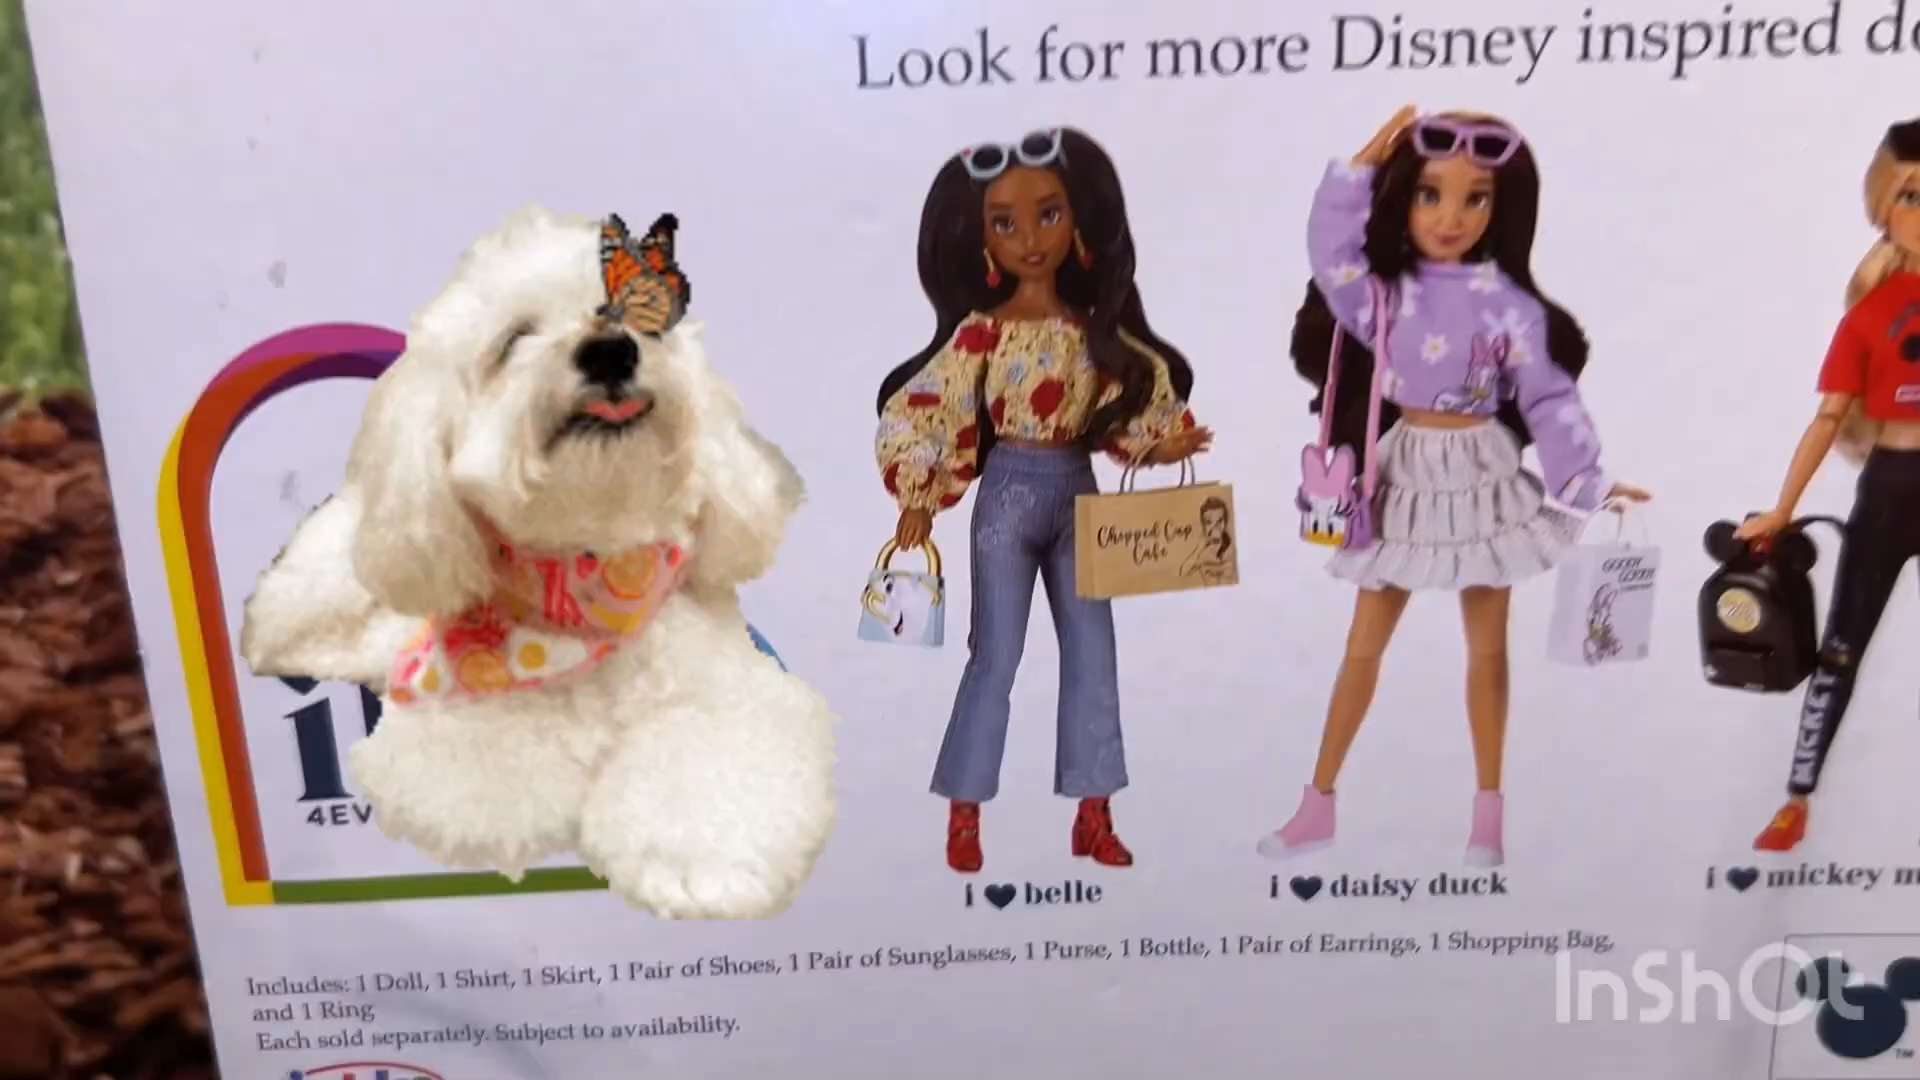 Look for more Disney inspired
Chopped Cup
Cafe
MICKEY
4EV
i ♥ belle
i ♥ daisy duck
i ♥ mickey m
Includes: 1 Doll, 1 Shirt, 1 Skirt, 1 Pair of Shoes, 1 Pair of Sunglasses, 1 Purse, 1 Bottle, 1 Pair of Earrings, 1 Shopping Bag,
and 1 Ring
Each sold separately. Subject to availability.
InShOt
TM